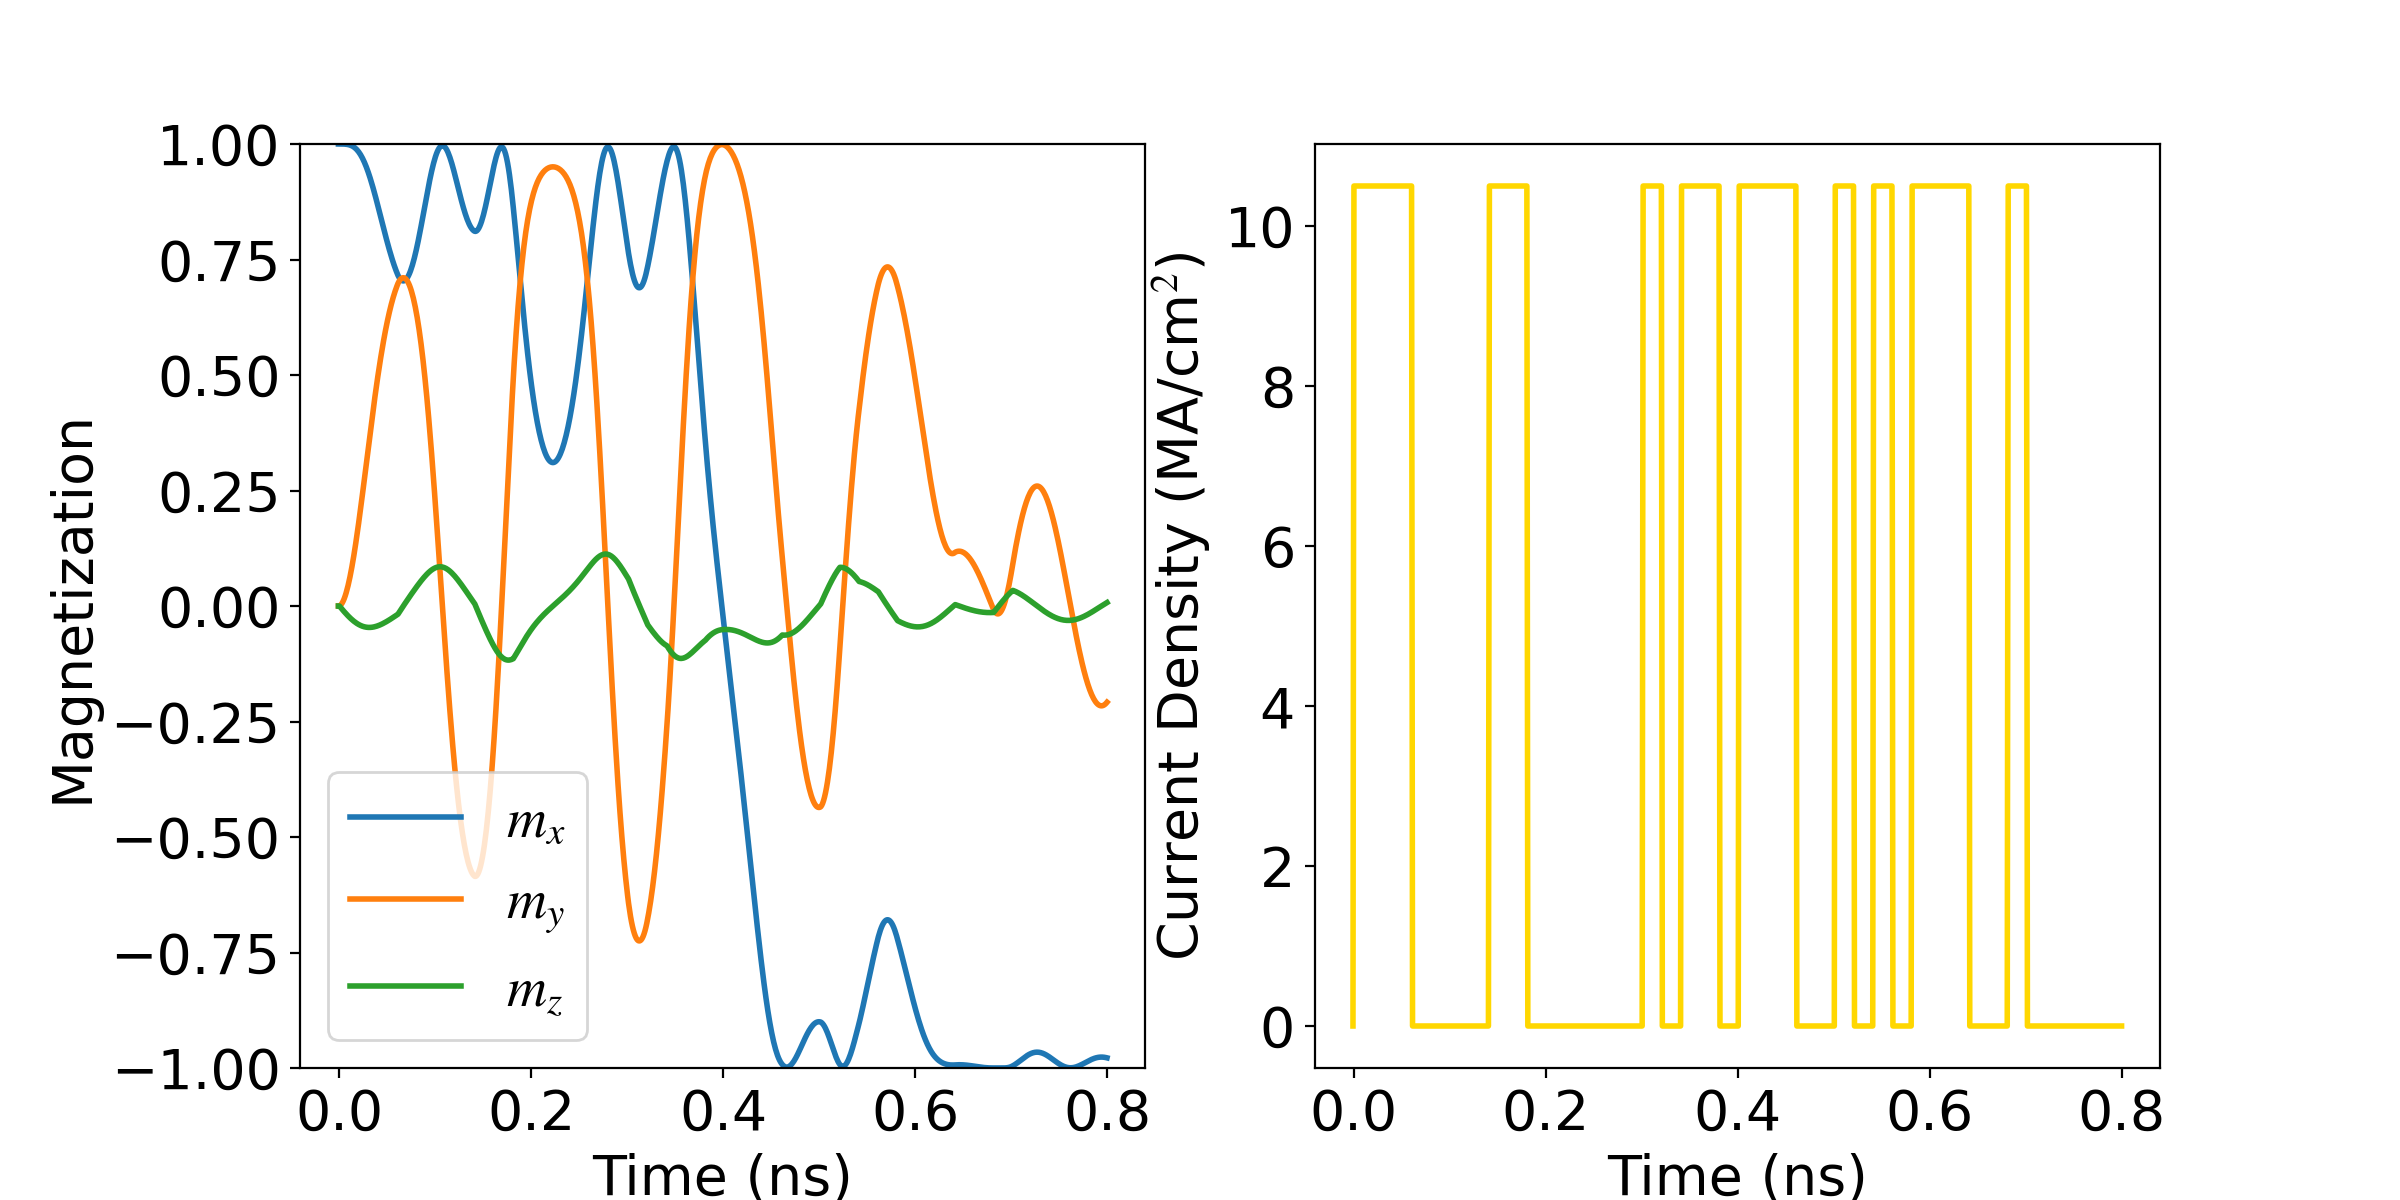 Magnetization
1.00
0.75
0.50
0.25
0.00
−0.25
−0.50
−0.75
−1.00
m_x
m_y
m_z
0.0 0.2 0.4 0.6 0.8
Time (ns)
Current Density (MA/cm²)
10
8
6
4
2
0
0.0 0.2 0.4 0.6 0.8
Time (ns)